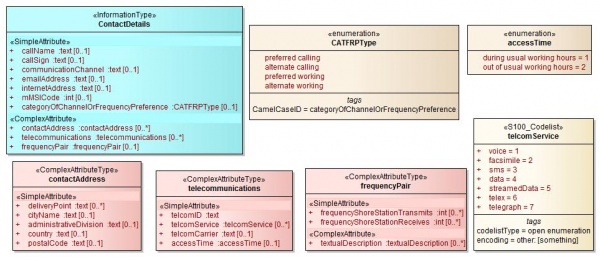 «InformationType»
ContactDetails
«SimpleAttribute»
+ callName :text [0..1]
+ callSign :text [0..1]
+ communicationChannel :text [0..*]
+ emailAddress :text [0..1]
+ internetAddress :text [0..1]
+ mMSICode :int [0..1]
+ categoryOfChannelOrFrequencyPreference :CATFRPType [0..1]
«ComplexAttribute»
+ contactAddress :contactAddress [0..*]
+ telecommunications :telecommunications [0..*]
+ frequencyPair :frequencyPair [0..1]
«enumeration»
CATFRPType
preferred calling
alternate calling
preferred working
alternate working
tags
CamelCaseID = categoryOfChannelOrFrequencyPreference
«enumeration»
accessTime
during usual working hours = 1
out of usual working hours = 2
«S100_Codelist»
telcomService
+ voice = 1
+ facsimile = 2
+ sms = 3
+ data = 4
+ streamedData = 5
+ telex = 6
+ telegraph = 7
tags
codelistType = open enumeration
encoding = other: [something]
«ComplexAttributeType»
contactAddress
«SimpleAttribute»
+ deliveryPoint :text [0..*]
+ cityName :text [0..1]
+ administrativeDivision :text [0..1]
+ country :text [0..1]
+ postalCode :text [0..1]
«ComplexAttributeType»
telecommunications
«SimpleAttribute»
+ telcomID :text
+ telcomService :telcomService [0..*]
+ telcomCarrier :text [0..1]
+ accessTime :accessTime [0..1]
«ComplexAttributeType»
frequencyPair
«SimpleAttribute»
+ frequencyShoreStationTransmits :int [0..*]
+ frequencyShoreStationReceives :int [0..*]
«ComplexAttribute»
+ textualDescription :textualDescription [0..*]